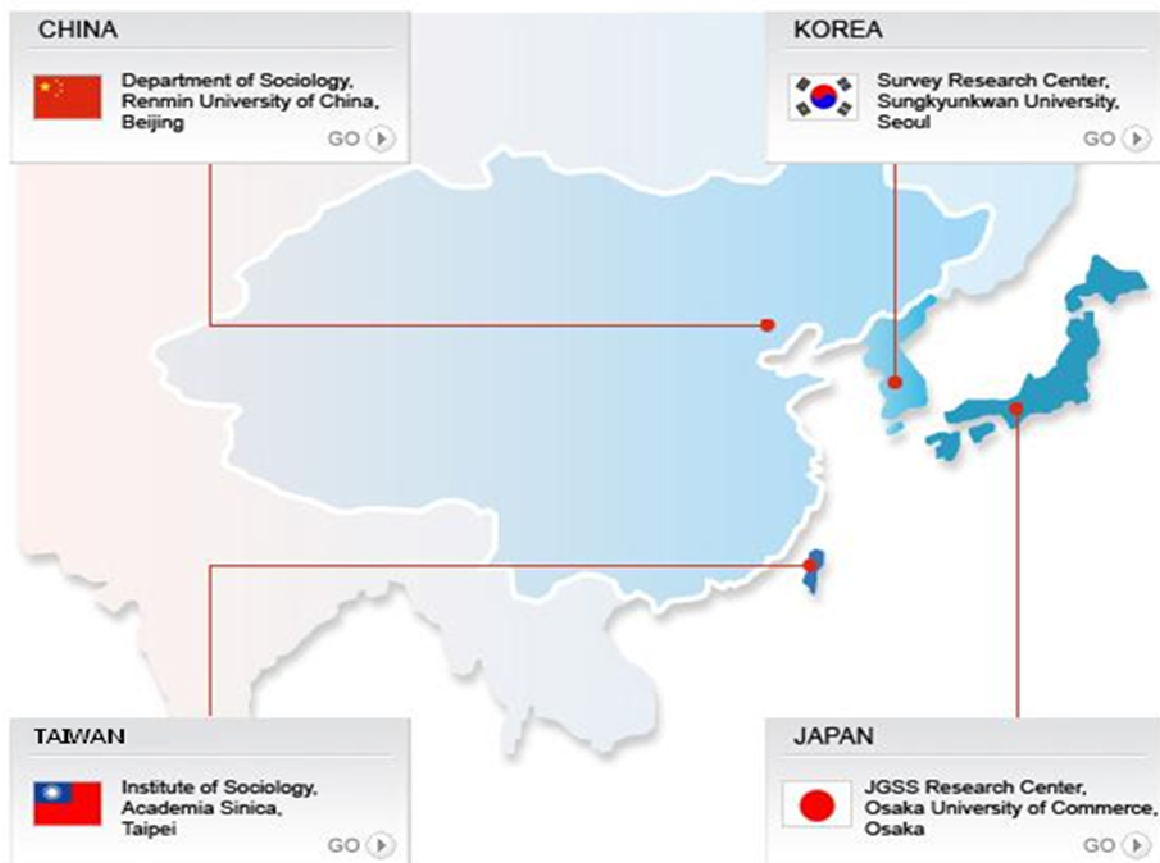 CHINA
Department of Sociology,
Renmin University of China,
Beijing
GO
KOREA
Survey Research Center,
Sungkyunkwan University,
Seoul
GO
TAIWAN
Institute of Sociology,
Academia Sinica,
Taipei
GO
JAPAN
JGSS Research Center,
Osaka University of Commerce,
Osaka
GO